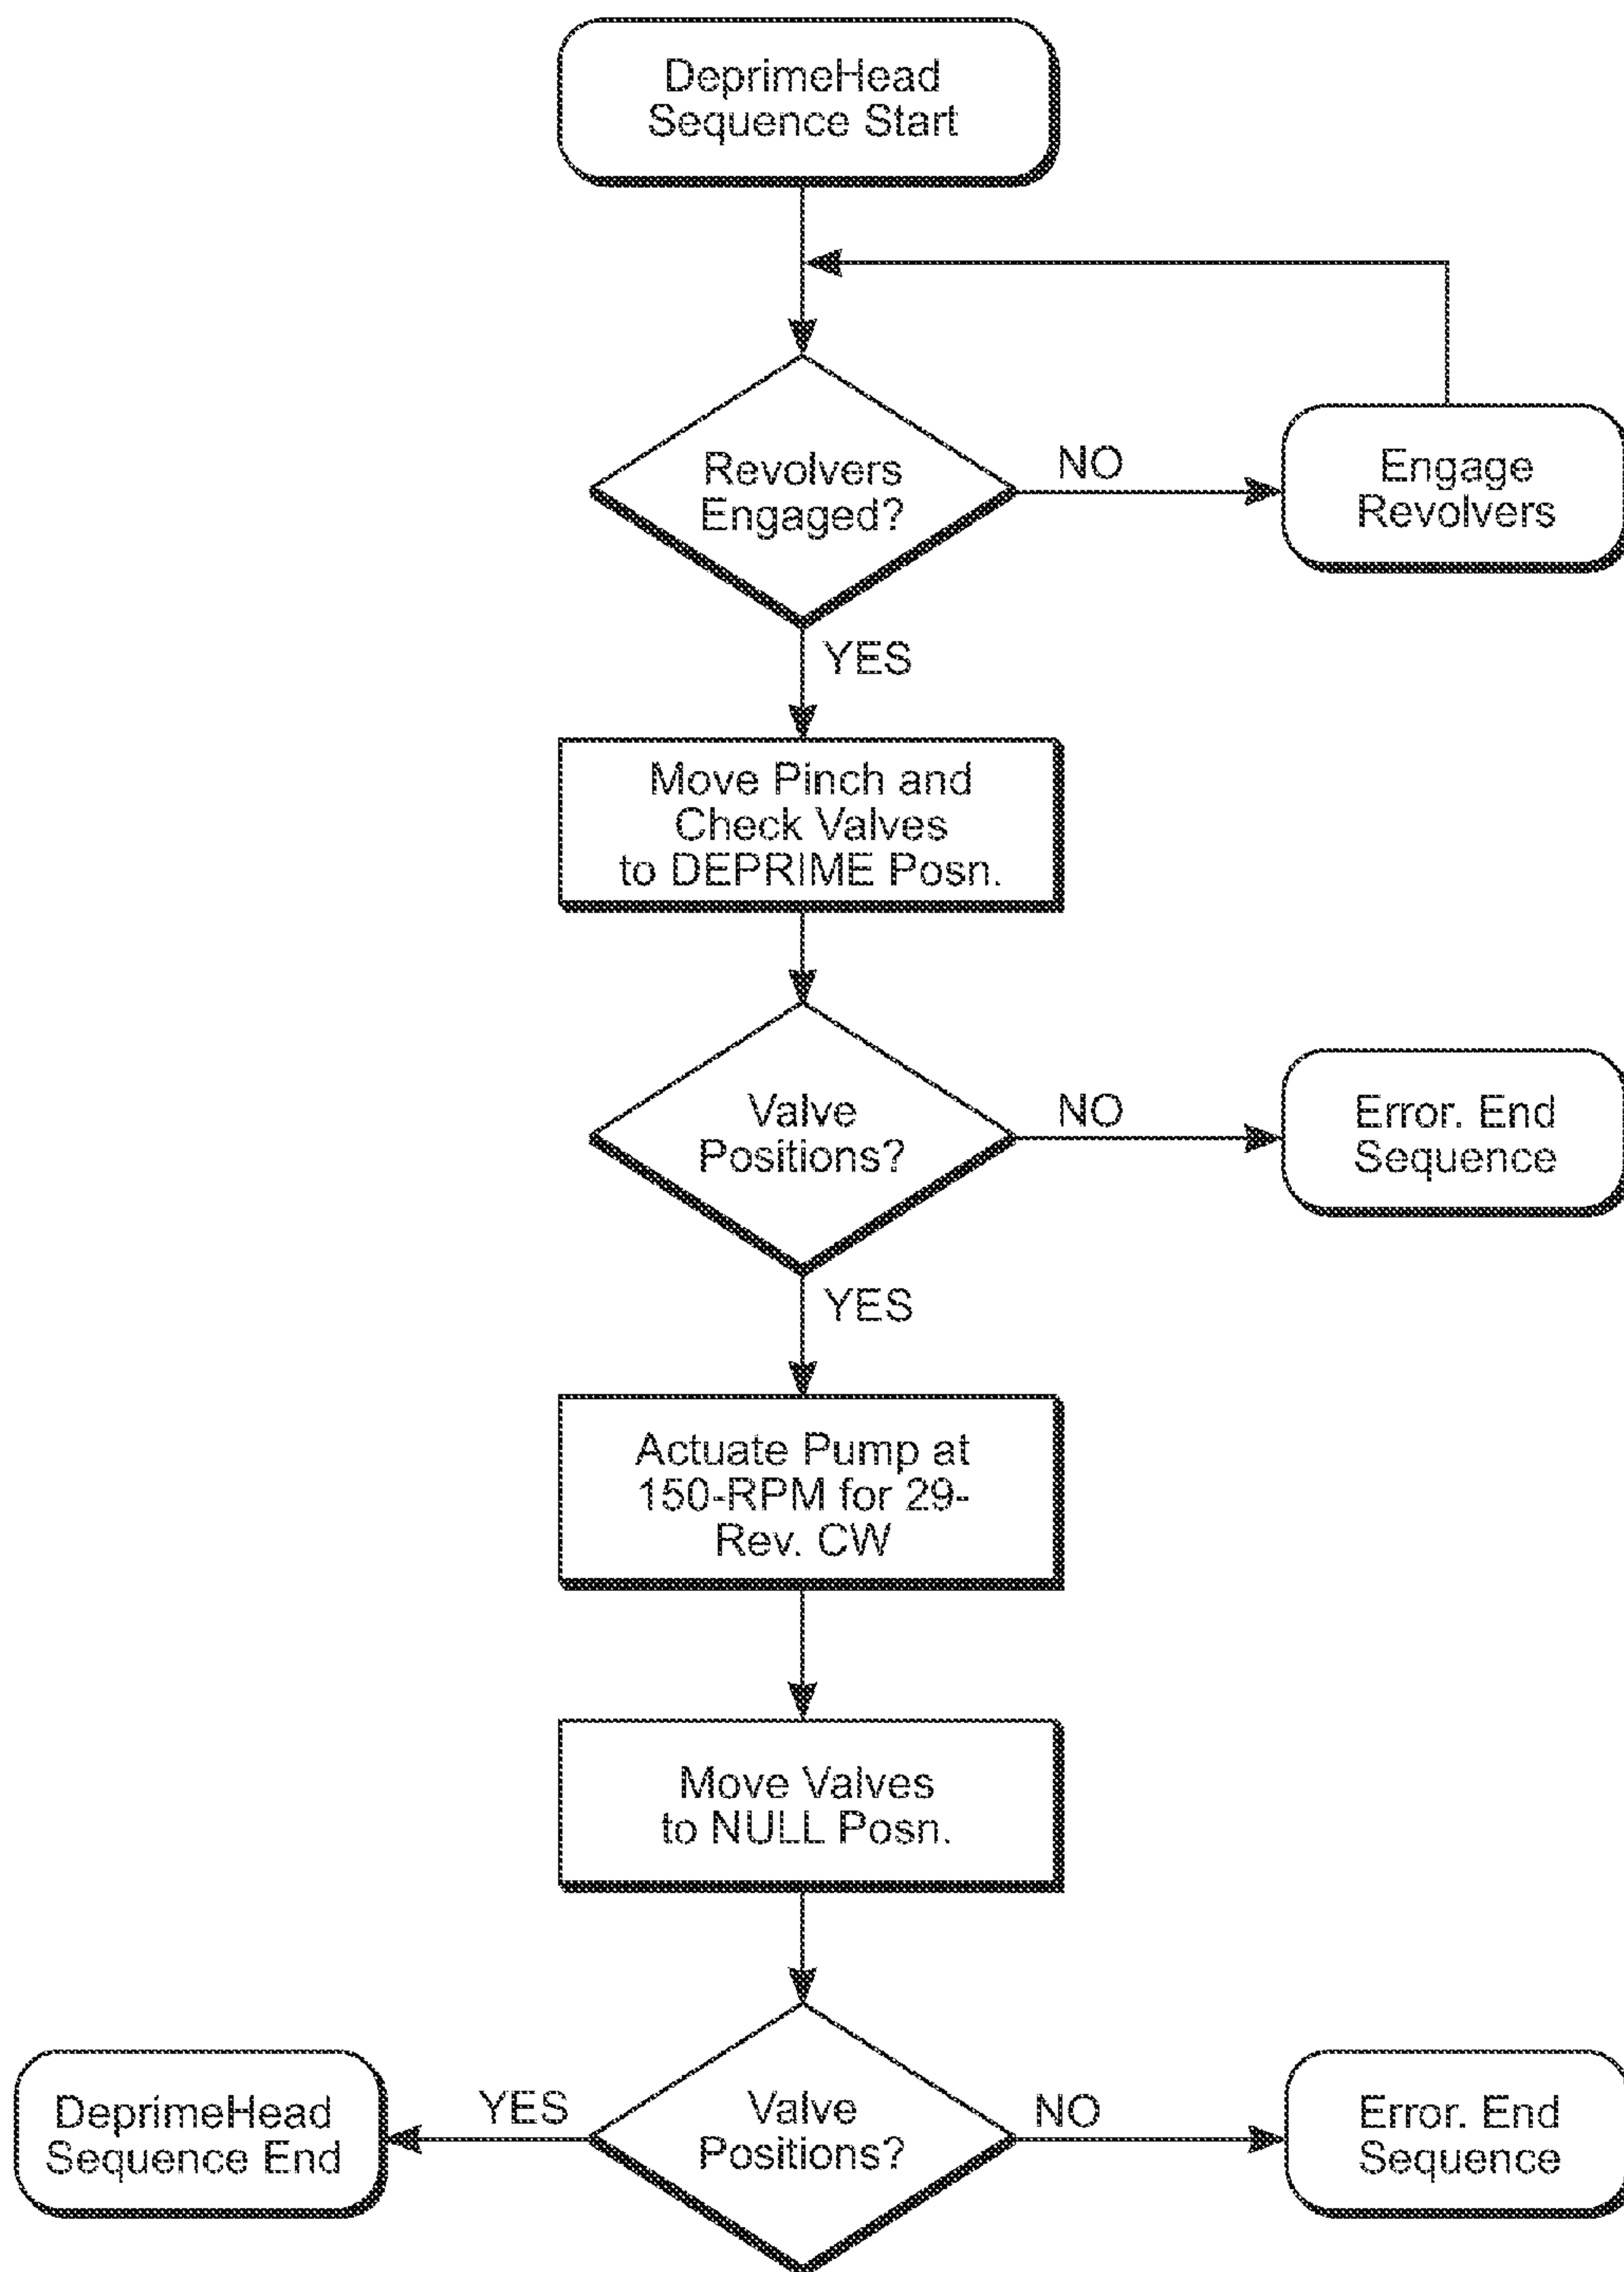 DeprimeHead
Sequence Start
Revolvers
Engaged?
NO
Engage
Revolvers
YES
Move Pinch and
Check Valves
to DEPRIME Posn.
Valve
Positions?
NO
Error. End
Sequence
YES
Actuate Pump at
150-RPM for 29-
Rev. CW
Move Valves
to NULL Posn.
DeprimeHead
Sequence End
YES
Valve
Positions?
NO
Error. End
Sequence